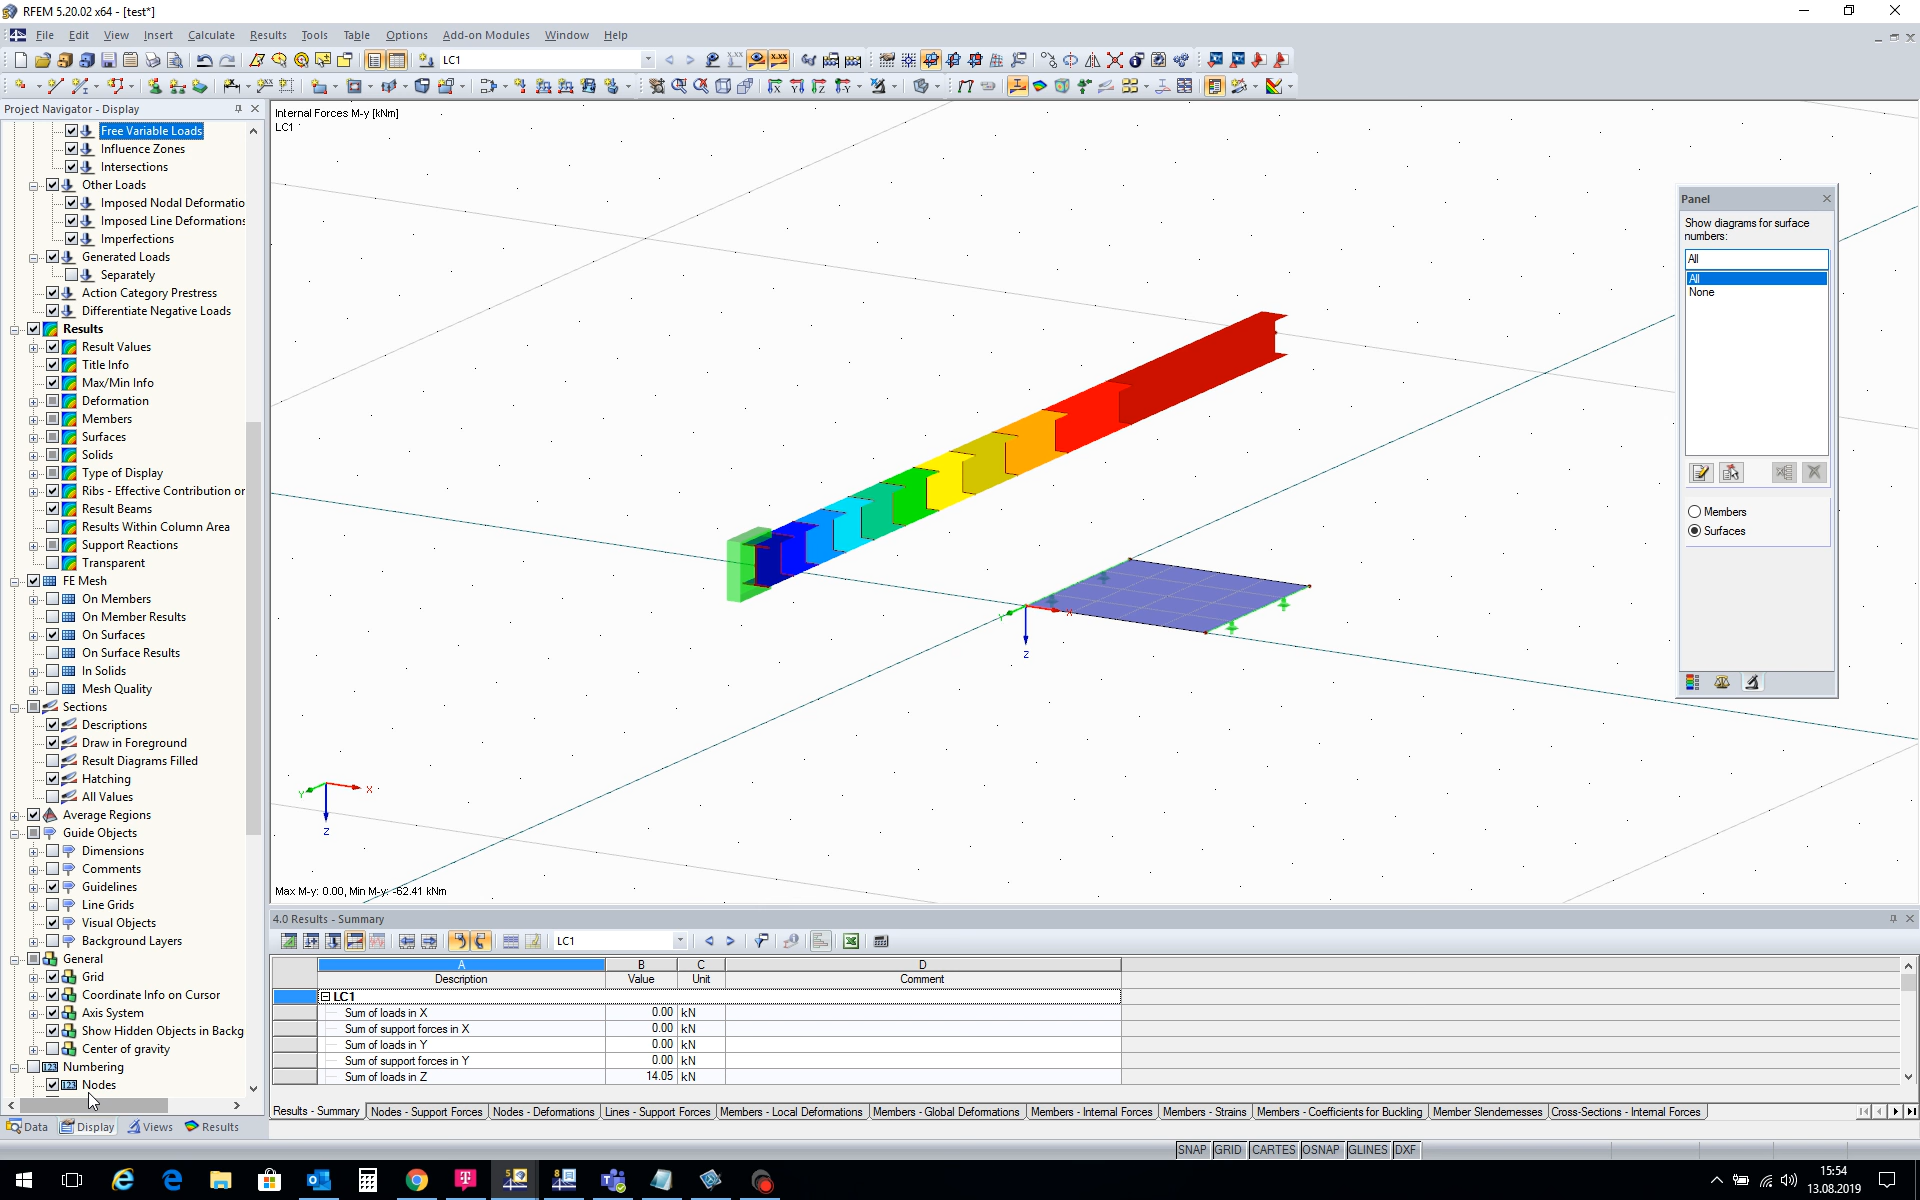 RFEM 5.20.02 x64 - [test*]
File Edit View Insert Calculate Results Tools Table Options Add-on Modules Window Help
LC1
Project Navigator - Display
Free Variable Loads
Influence Zones
Intersections
Other Loads
Imposed Nodal Deformatio
Imposed Line Deformations
Imperfections
Generated Loads
Separately
Action Category Prestress
Differentiate Negative Loads
Results
Result Values
Title Info
Max/Min Info
Deformation
Members
Surfaces
Solids
Type of Display
Ribs - Effective Contribution or
Result Beams
Results Within Column Area
Support Reactions
Transparent
FE Mesh
On Members
On Member Results
On Surfaces
On Surface Results
In Solids
Mesh Quality
Sections
Descriptions
Draw in Foreground
Result Diagrams Filled
Hatching
All Values
Average Regions
Guide Objects
Dimensions
Comments
Guidelines
Line Grids
Visual Objects
Background Layers
General
Grid
Coordinate Info on Cursor
Axis System
Show Hidden Objects in Backg
Center of gravity
Numbering
Nodes
Data Display Views Results
Internal Forces M-y [kNm]
LC1
X
Y
Z
X
Y
Z
Max M-y: 0.00, Min M-y: -62.41 kNm
Panel
Show diagrams for surface
numbers:
All
All
None
Members
Surfaces
4.0 Results - Summary
LC1
A B C D
Description Value Unit Comment
LC1
Sum of loads in X 0.00 kN
Sum of support forces in X 0.00 kN
Sum of loads in Y 0.00 kN
Sum of support forces in Y 0.00 kN
Sum of loads in Z 14.05 kN
Results - Summary Nodes - Support Forces Nodes - Deformations Lines - Support Forces Members - Local Deformations Members - Global Deformations Members - Internal Forces Members - Strains Members - Coefficients for Buckling Member Slendernesses Cross-Sections - Internal Forces
SNAP GRID CARTES OSNAP GLINES DXF
15:54
13.08.2019